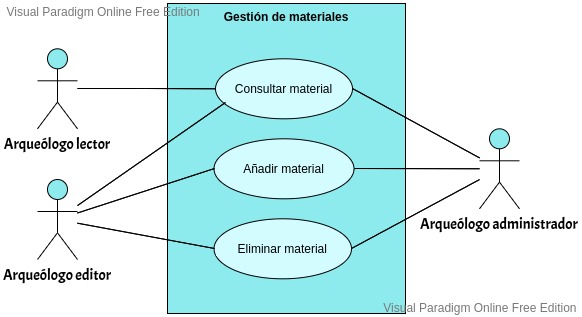 Visual Paradigm Online Free Edition
Gestión de materiales
Consultar material
Arqueólogo lector
Añadir material
Arqueólogo administrador
Eliminar material
Arqueólogo editor
Visual Paradigm Online Free Edition